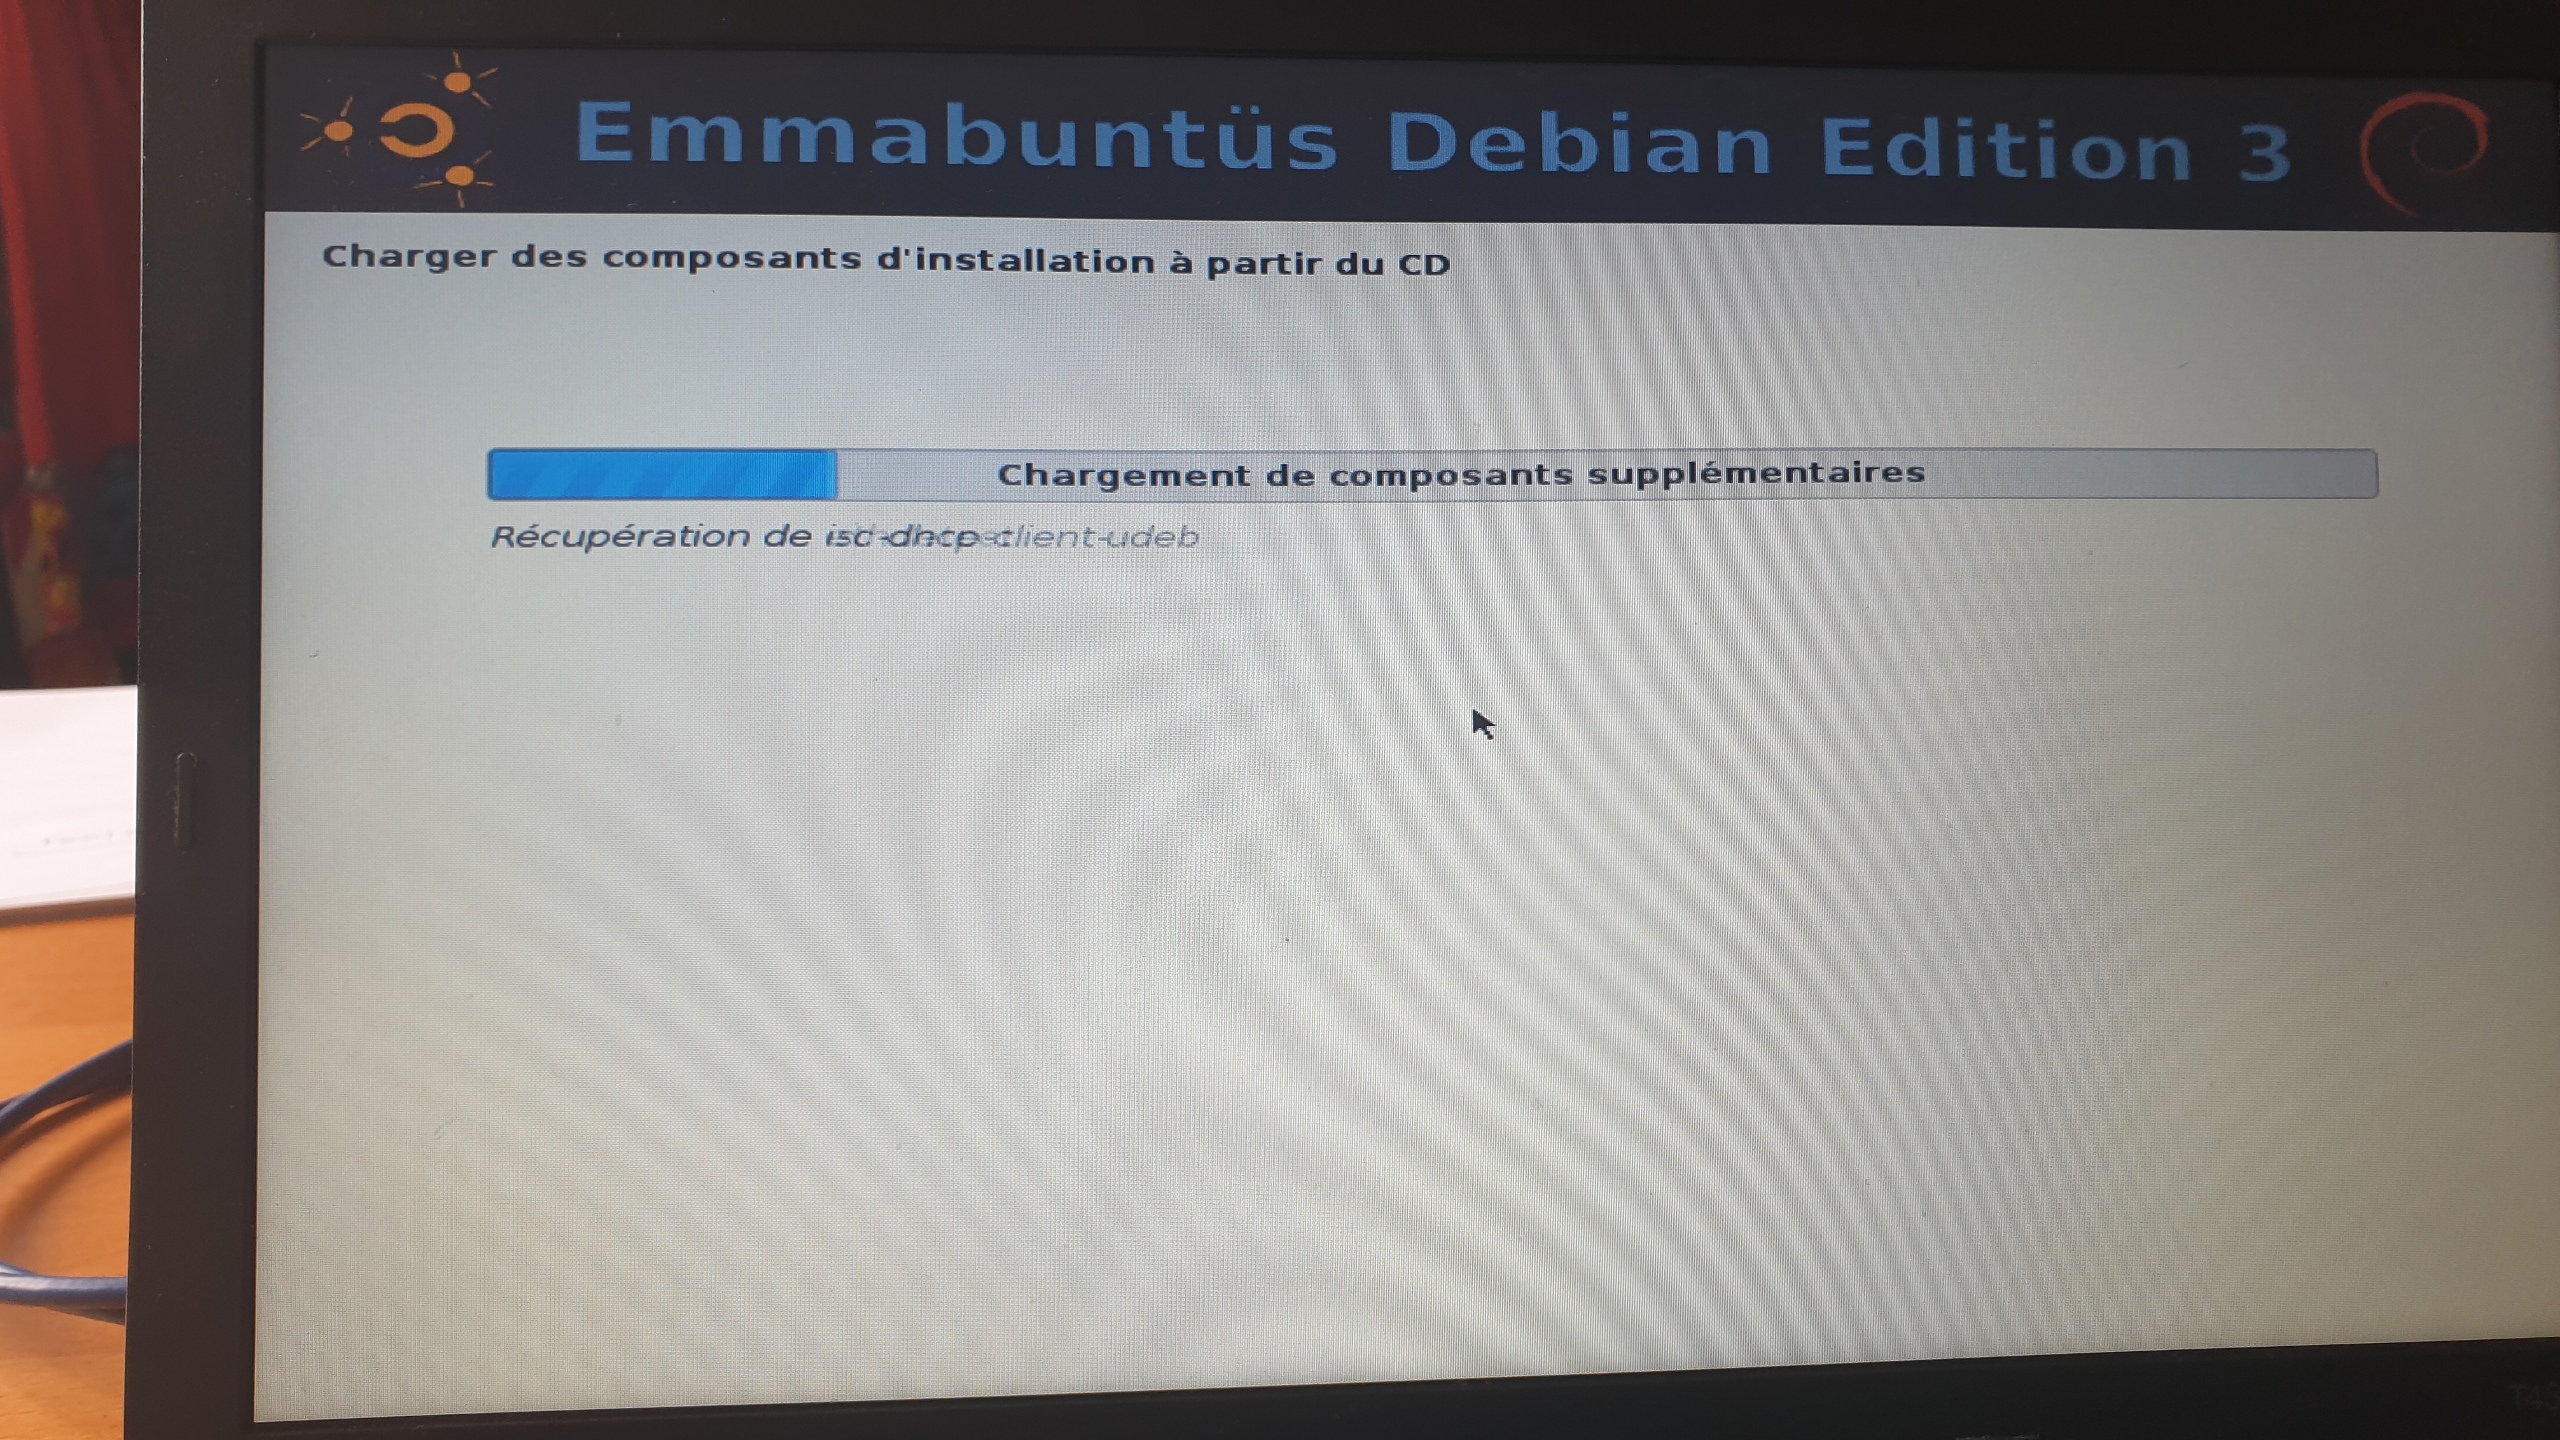 Emmabuntüs Debian Edition 3
Charger des composants d'installation à partir du CD
Chargement de composants supplémentaires
Récupération de isc-dhcp-client-udeb